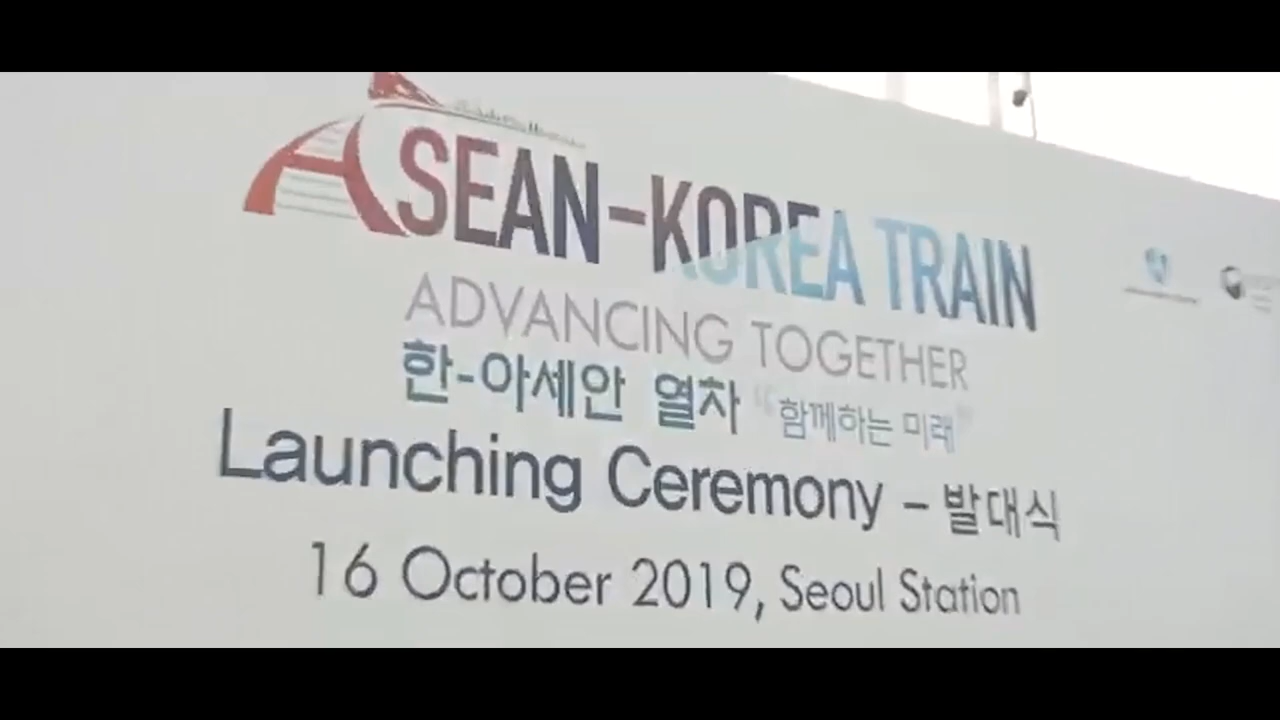 ASEAN-KOREA TRAIN
ADVANCING TOGETHER
한-아세안 열차 “함께하는 미래”
Launching Ceremony – 발대식
16 October 2019, Seoul Station